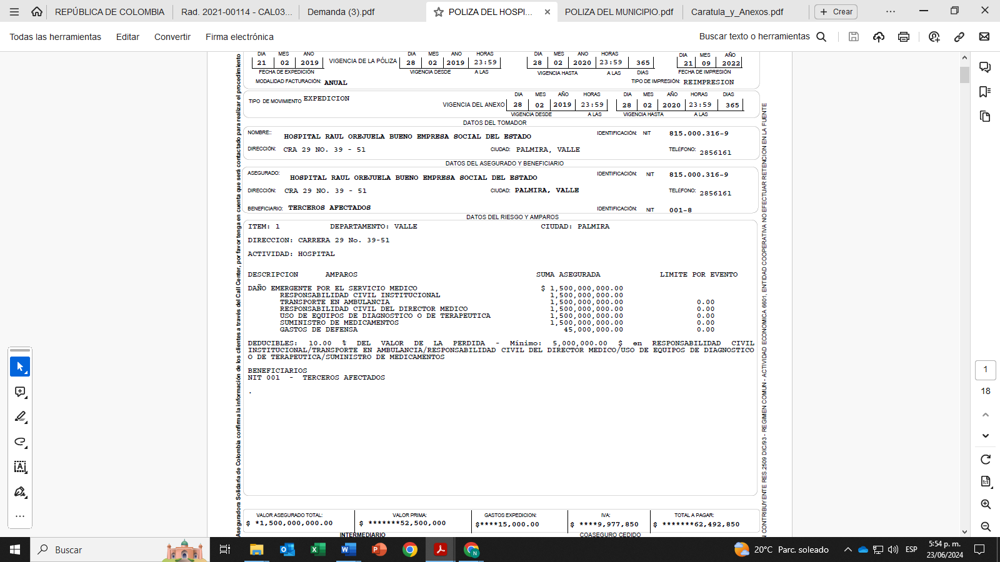 REPÚBLICA DE COLOMBIA
Rad. 2021-00114 - CAL03...
Demanda (3).pdf
POLIZA DEL HOSPI...
POLIZA DEL MUNICIPIO.pdf
Caratula_y_Anexos.pdf
+ Crear
Todas las herramientas
Editar
Convertir
Firma electrónica
Buscar texto o herramientas
DIA MES ANO
21 02 2019
FECHA DE EXPEDICIÓN
VIGENCIA DE LA PÓLIZA
DIA MES ANO HORAS
28 02 2019 23:59
VIGENCIA DESDE A LAS
DIA MES ANO HORAS
28 02 2020 23:59 365
VIGENCIA HASTA A LAS DIAS
DIA MES AÑO
21 09 2022
FECHA DE IMPRESIÓN
MODALIDAD FACTURACIÓN: ANUAL
TIPO DE IMPRESIÓN: REIMPRESION
TIPO DE MOVIMIENTO EXPEDICION
VIGENCIA DEL ANEXO
DIA MES AÑO HORAS
28 02 2019 23:59
VIGENCIA DESDE A LAS
DIA MES AÑO HORAS DIAS
28 02 2020 23:59 365
VIGENCIA HASTA A LAS
DATOS DEL TOMADOR
NOMBRE:: HOSPITAL RAUL OREJUELA BUENO EMPRESA SOCIAL DEL ESTADO IDENTIFICACIÓN: NIT 815.000.316-9
DIRECCIÓN: CRA 29 NO. 39 - 51 CIUDAD: PALMIRA, VALLE TELÉFONO: 2856161
DATOS DEL ASEGURADO Y BENEFICIARIO
ASEGURADO: HOSPITAL RAUL OREJUELA BUENO EMPRESA SOCIAL DEL ESTADO IDENTIFICACIÓN: NIT 815.000.316-9
DIRECCIÓN: CRA 29 NO. 39 - 51 CIUDAD: PALMIRA, VALLE TELÉFONO: 2856161
BENEFICIARIO: TERCEROS AFECTADOS IDENTIFICACIÓN: NIT 001-8
DATOS DEL RIESGO Y AMPAROS
ITEM: 1 DEPARTAMENTO: VALLE CIUDAD: PALMIRA
DIRECCION: CARRERA 29 No. 39-51
ACTIVIDAD: HOSPITAL
DESCRIPCION AMPAROS SUMA ASEGURADA LIMITE POR EVENTO
DAÑO EMERGENTE POR EL SERVICIO MEDICO $ 1,500,000,000.00
RESPONSABILIDAD CIVIL INSTITUCIONAL 1,500,000,000.00
TRANSPORTE EN AMBULANCIA 1,500,000,000.00 0.00
RESPONSABILIDAD CIVIL DEL DIRECTOR MEDICO 1,500,000,000.00 0.00
USO DE EQUIPOS DE DIAGNOSTICO O DE TERAPEUTICA 1,500,000,000.00 0.00
SUMINISTRO DE MEDICAMENTOS 1,500,000,000.00 0.00
GASTOS DE DEFENSA 45,000,000.00 0.00
DEDUCIBLES: 10.00 % DEL VALOR DE LA PERDIDA - Mínimo: 5,000,000.00 $ en RESPONSABILIDAD CIVIL
INSTITUCIONAL/TRANSPORTE EN AMBULANCIA/RESPONSABILIDAD CIVIL DEL DIRECTOR MEDICO/USO DE EQUIPOS DE DIAGNOSTICO
O DE TERAPEUTICA/SUMINISTRO DE MEDICAMENTOS
BENEFICIARIOS
NIT 001 - TERCEROS AFECTADOS
.
VALOR ASEGURADO TOTAL: VALOR PRIMA: GASTOS EXPEDICION: IVA: TOTAL A PAGAR:
$ *1,500,000,000.00 $ *******52,500,000 $****15,000.00 $ ****9,977,850 $ *******62,492,850
INTERMEDIARIO COASEGURO CEDIDO
Aseguradora Solidaria de Colombia confirma la información de los clientes a través del Call Center, por favor tenga en cuenta que será contactado para realizar el procedimiento
CONTRIBUYENTE RES.2509 DIC/93 - REGIMEN COMUN - ACTIVIDAD ECONOMICA 6601, ENTIDAD COOPERATIVA NO EFECTUAR RETENCION EN LA FUENTE
1
18
Buscar
20°C Parc. soleado
ESP
5:54 p. m.
23/06/2024